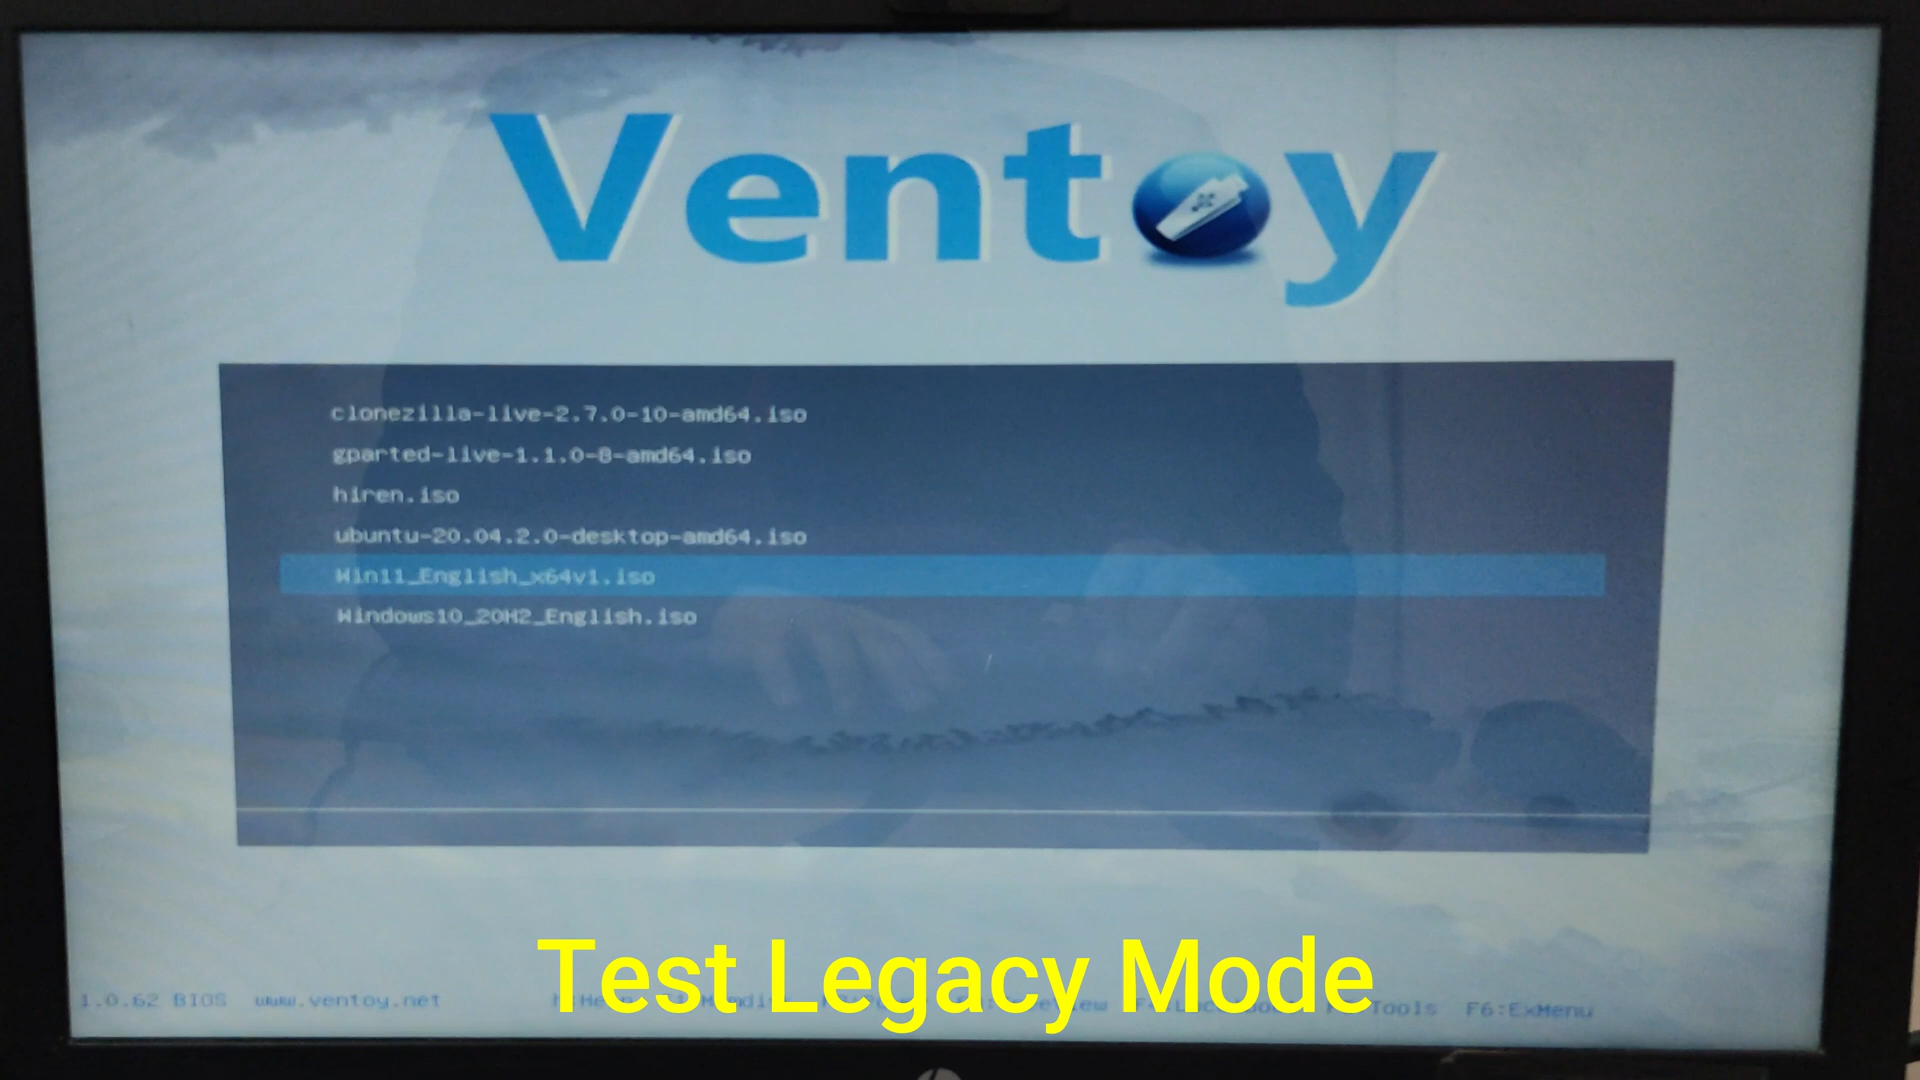 Ventoy
clonezilla-live-2.7.0-10-amd64.iso
gparted-live-1.1.0-8-amd64.iso
hiren.iso
ubuntu-20.04.2.0-desktop-amd64.iso
Win11_English_x64v1.iso
Windows10_20H2_English.iso
Test Legacy Mode
1.0.62 BIOS www.ventoy.net Tools F6:ExMenu